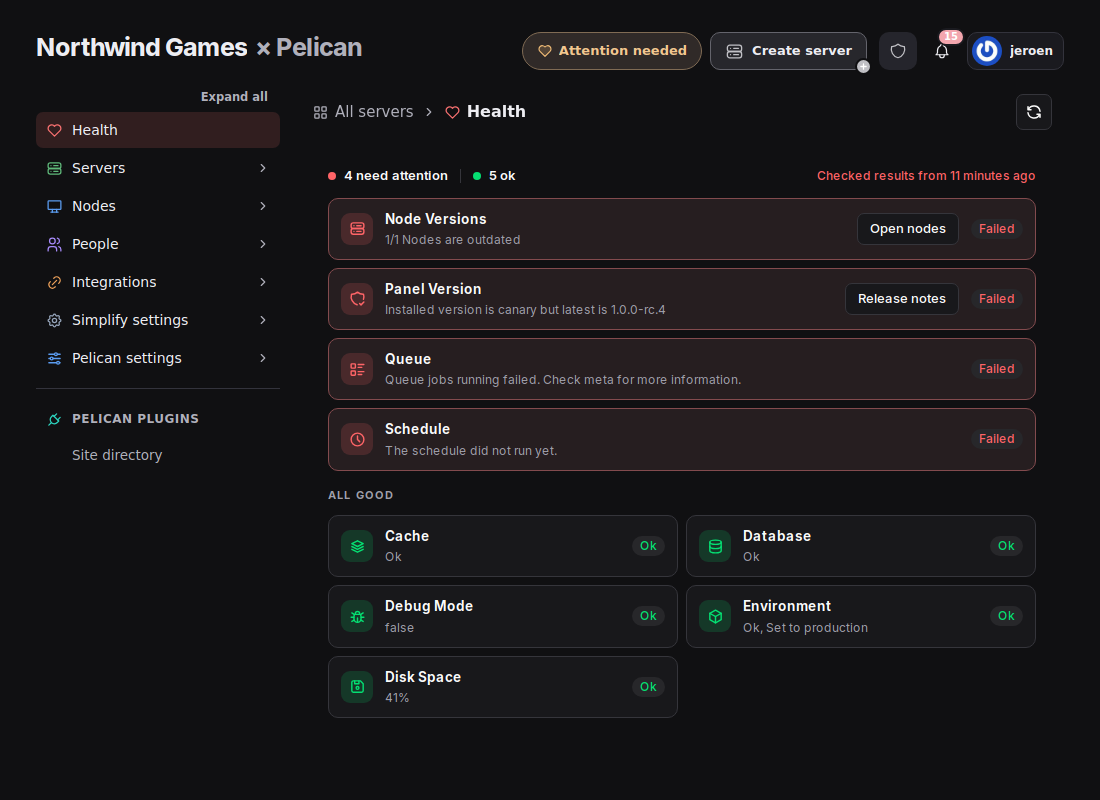 Northwind Games × Pelican
Attention needed
Create server
15
jeroen
Expand all
Health
Servers
Nodes
People
Integrations
Simplify settings
Pelican settings
PELICAN PLUGINS
Site directory
All servers > Health
4 need attention
5 ok
Checked results from 11 minutes ago
Node Versions
1/1 Nodes are outdated
Open nodes
Failed
Panel Version
Installed version is canary but latest is 1.0.0-rc.4
Release notes
Failed
Queue
Queue jobs running failed. Check meta for more information.
Failed
Schedule
The schedule did not run yet.
Failed
ALL GOOD
Cache
Ok
Ok
Database
Ok
Ok
Debug Mode
false
Ok
Environment
Ok, Set to production
Ok
Disk Space
41%
Ok